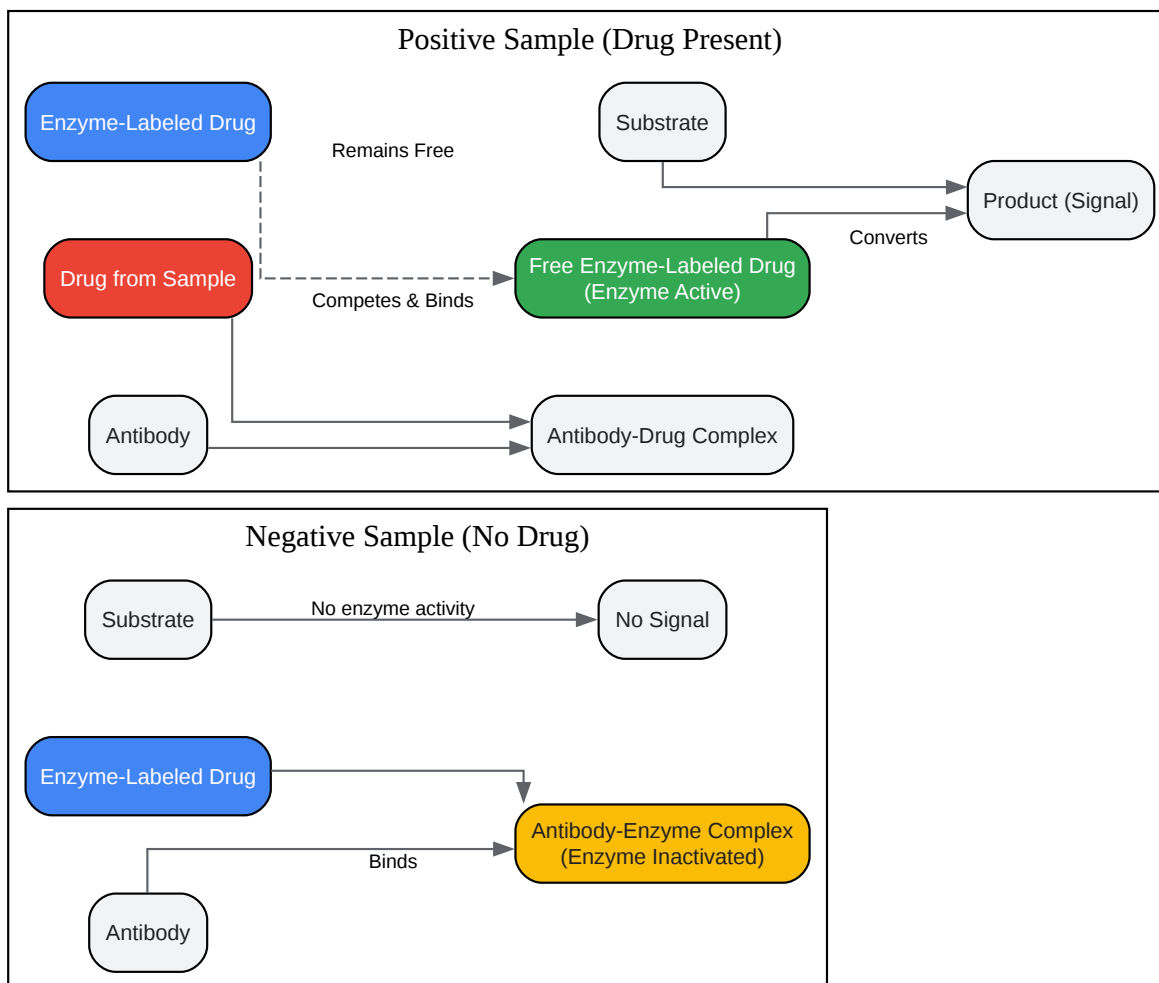 Positive Sample (Drug Present)
Enzyme-Labeled Drug
Remains Free
Substrate
Product (Signal)
Converts
Drug from Sample
Competes & Binds
Free Enzyme-Labeled Drug
(Enzyme Active)
Antibody
Antibody-Drug Complex
Negative Sample (No Drug)
Substrate
No enzyme activity
No Signal
Enzyme-Labeled Drug
Antibody-Enzyme Complex
(Enzyme Inactivated)
Binds
Antibody